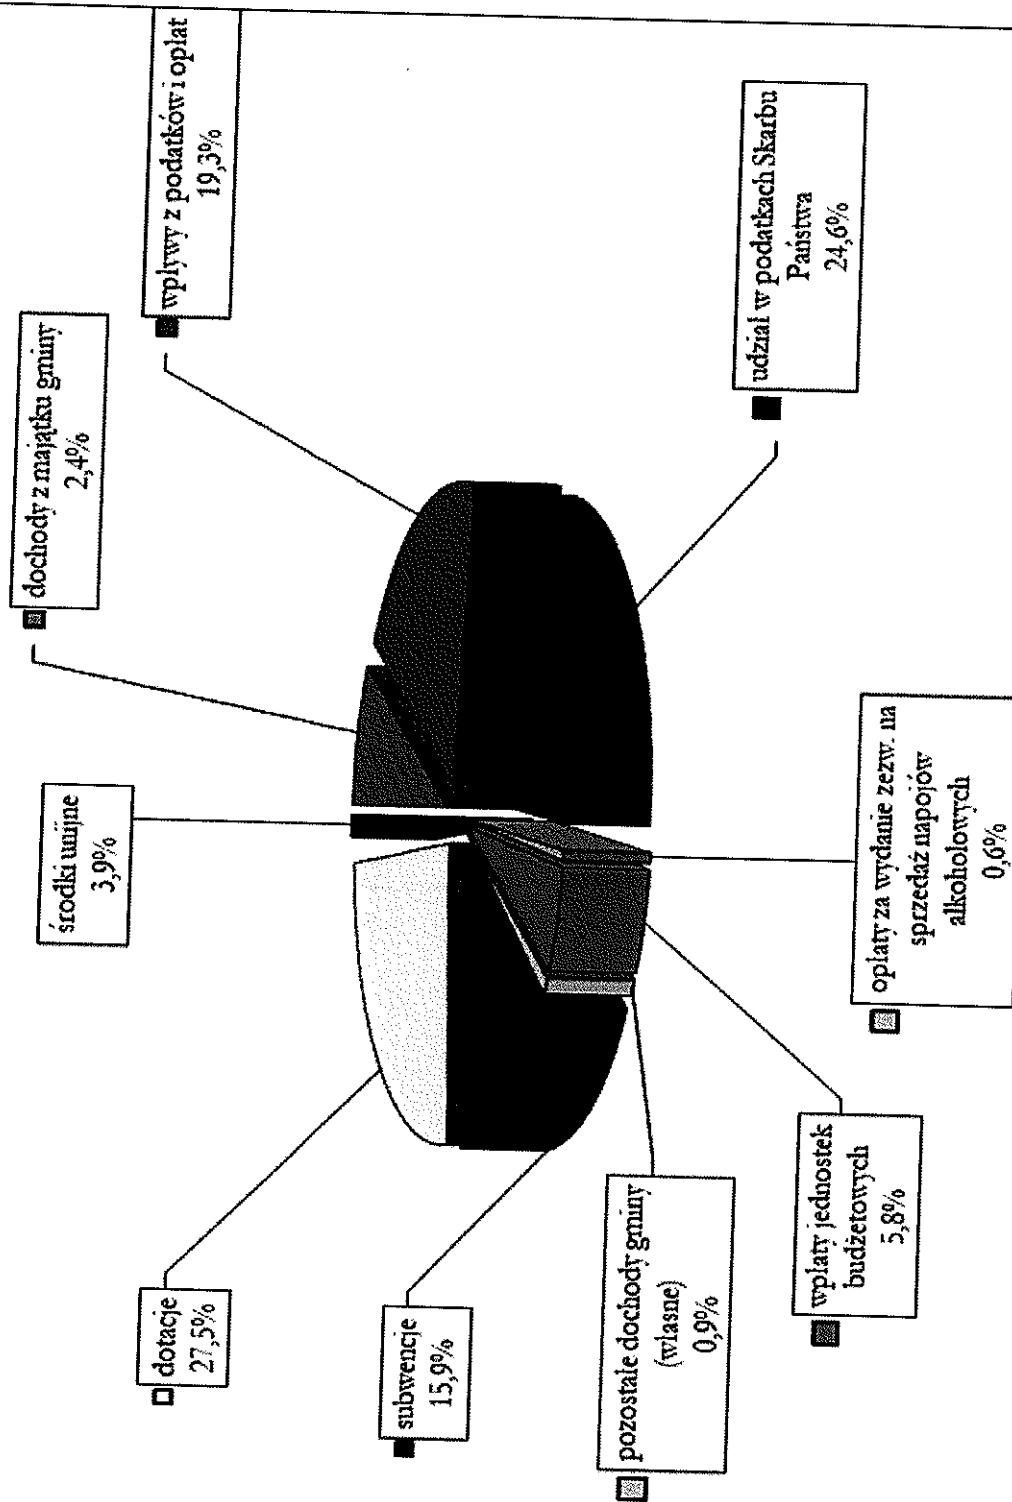 wpływy z podatków i opłat
19,3%
dochody z majątku gminy
2,4%
środki unijne
3,9%
dotacje
27,5%
subwencje
15,9%
pozostałe dochody gminy
(własne)
0,9%
wpłaty jednostek
budżetowych
5,8%
opłaty za wydanie zezw. na
sprzedaż napojów
alkoholowych
0,6%
udział w podatkach Skarbu
Państwa
24,6%